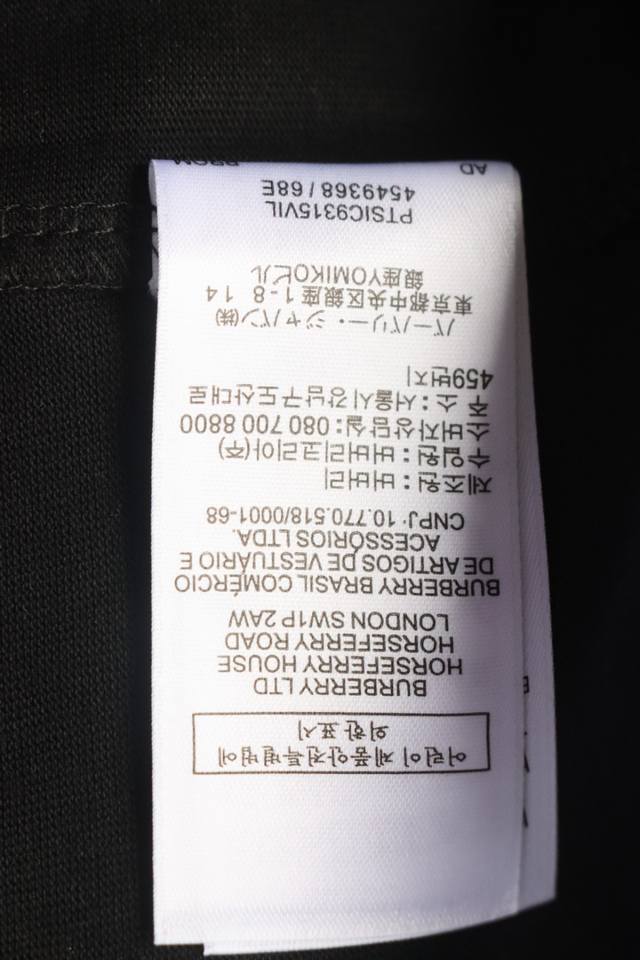 어린이제품안전특별법에
의한표시
BURBERRY LTD
HORSEFERRY HOUSE
HORSEFERRY ROAD
LONDON SW1P 2AW
BURBERRY BRASIL COMÉRCIO
DE ARTIGOS DE VESTUÁRIO E
ACESSÓRIOS LTDA.
CNPJ: 10.770.518/0001-68
제조원: 버버리
수입원: 버버리코리아(주)
소비자상담실: 080 700 8800
주 소: 서울시강남구도산대로
459번지
バーバリー・ジャパン㈱
東京都中央区銀座 1-8 14
銀座YOMIKOビル
PTSIC9315VIL
4549368 / 68E